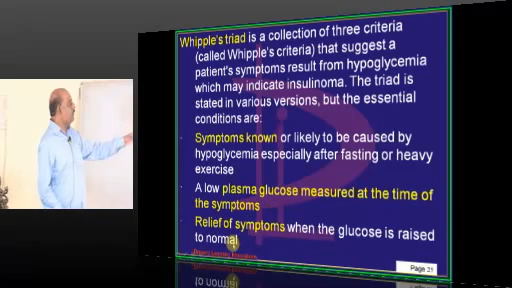 Whipple's triad is a collection of three criteria
(called Whipple's criteria) that suggest a
patient's symptoms result from hypoglycemia
which may indicate insulinoma. The triad is
stated in various versions, but the essential
conditions are:
Symptoms known or likely to be caused by
hypoglycemia especially after fasting or heavy
exercise
A low plasma glucose measured at the time of
the symptoms
Relief of symptoms when the glucose is raised
to normal
Page 31